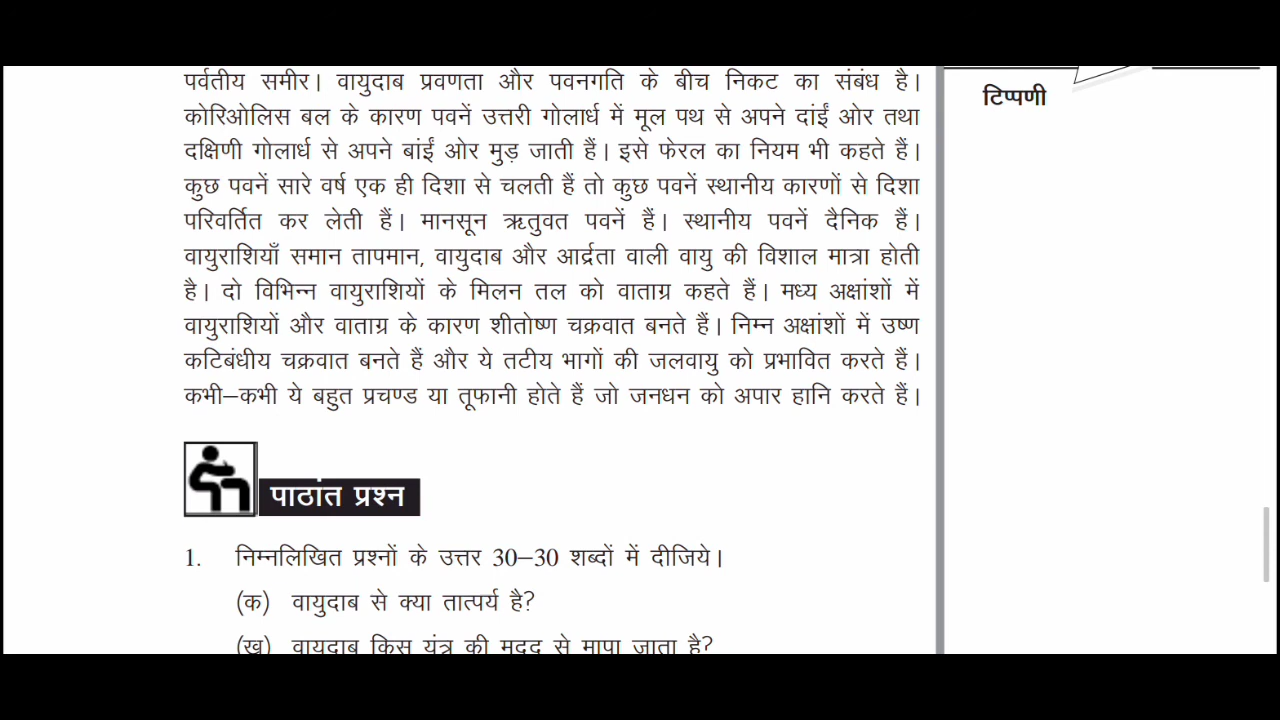 पर्वतीय समीर। वायुदाब प्रवणता और पवनगति के बीच निकट का संबंध है।
कोरिओलिस बल के कारण पवनें उत्तरी गोलार्ध में मूल पथ से अपने दांईं ओर तथा
दक्षिणी गोलार्ध से अपने बांईं ओर मुड़ जाती हैं। इसे फेरल का नियम भी कहते हैं।
कुछ पवनें सारे वर्ष एक ही दिशा से चलती हैं तो कुछ पवनें स्थानीय कारणों से दिशा
परिवर्तित कर लेती हैं। मानसून ऋतुवत पवनें हैं। स्थानीय पवनें दैनिक हैं।
वायुराशियाँ समान तापमान, वायुदाब और आर्द्रता वाली वायु की विशाल मात्रा होती
है। दो विभिन्न वायुराशियों के मिलन तल को वाताग्र कहते हैं। मध्य अक्षांशों में
वायुराशियों और वाताग्र के कारण शीतोष्ण चक्रवात बनते हैं। निम्न अक्षांशों में उष्ण
कटिबंधीय चक्रवात बनते हैं और ये तटीय भागों की जलवायु को प्रभावित करते हैं।
कभी–कभी ये बहुत प्रचण्ड या तूफानी होते हैं जो जनधन को अपार हानि करते हैं।
टिप्पणी
पाठांत प्रश्न
1. निम्नलिखित प्रश्नों के उत्तर 30–30 शब्दों में दीजिये।
(क) वायुदाब से क्या तात्पर्य है?
(ख) वायुदाब किस यंत्र की मदद से मापा जाता है?